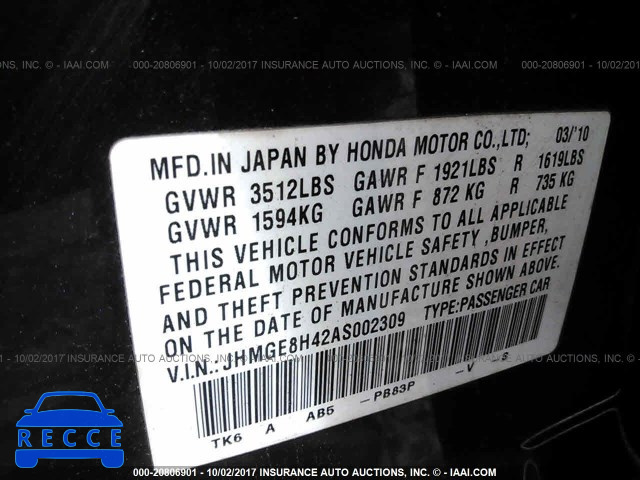 000-20806901 - 10/02/2017 INSURANCE AUTO AUCTIONS, INC. - IAAI.COM
MFD.IN JAPAN BY HONDA MOTOR CO.,LTD; 03/'10
GVWR 3512LBS GAWR F 1921LBS R 1619LBS
GVWR 1594KG GAWR F 872 KG R 735 KG
THIS VEHICLE CONFORMS TO ALL APPLICABLE
FEDERAL MOTOR VEHICLE SAFETY ,BUMPER,
AND THEFT PREVENTION STANDARDS IN EFFECT
ON THE DATE OF MANUFACTURE SHOWN ABOVE.
V.I.N.:JHMGE8H42AS002309 TYPE:PASSENGER CAR
TK6 A AB5 -PB83P -V S
RECCE
000-20806901 - 10/02/2017 INSURANCE AUTO AUCTIONS, INC. - IAAI.COM